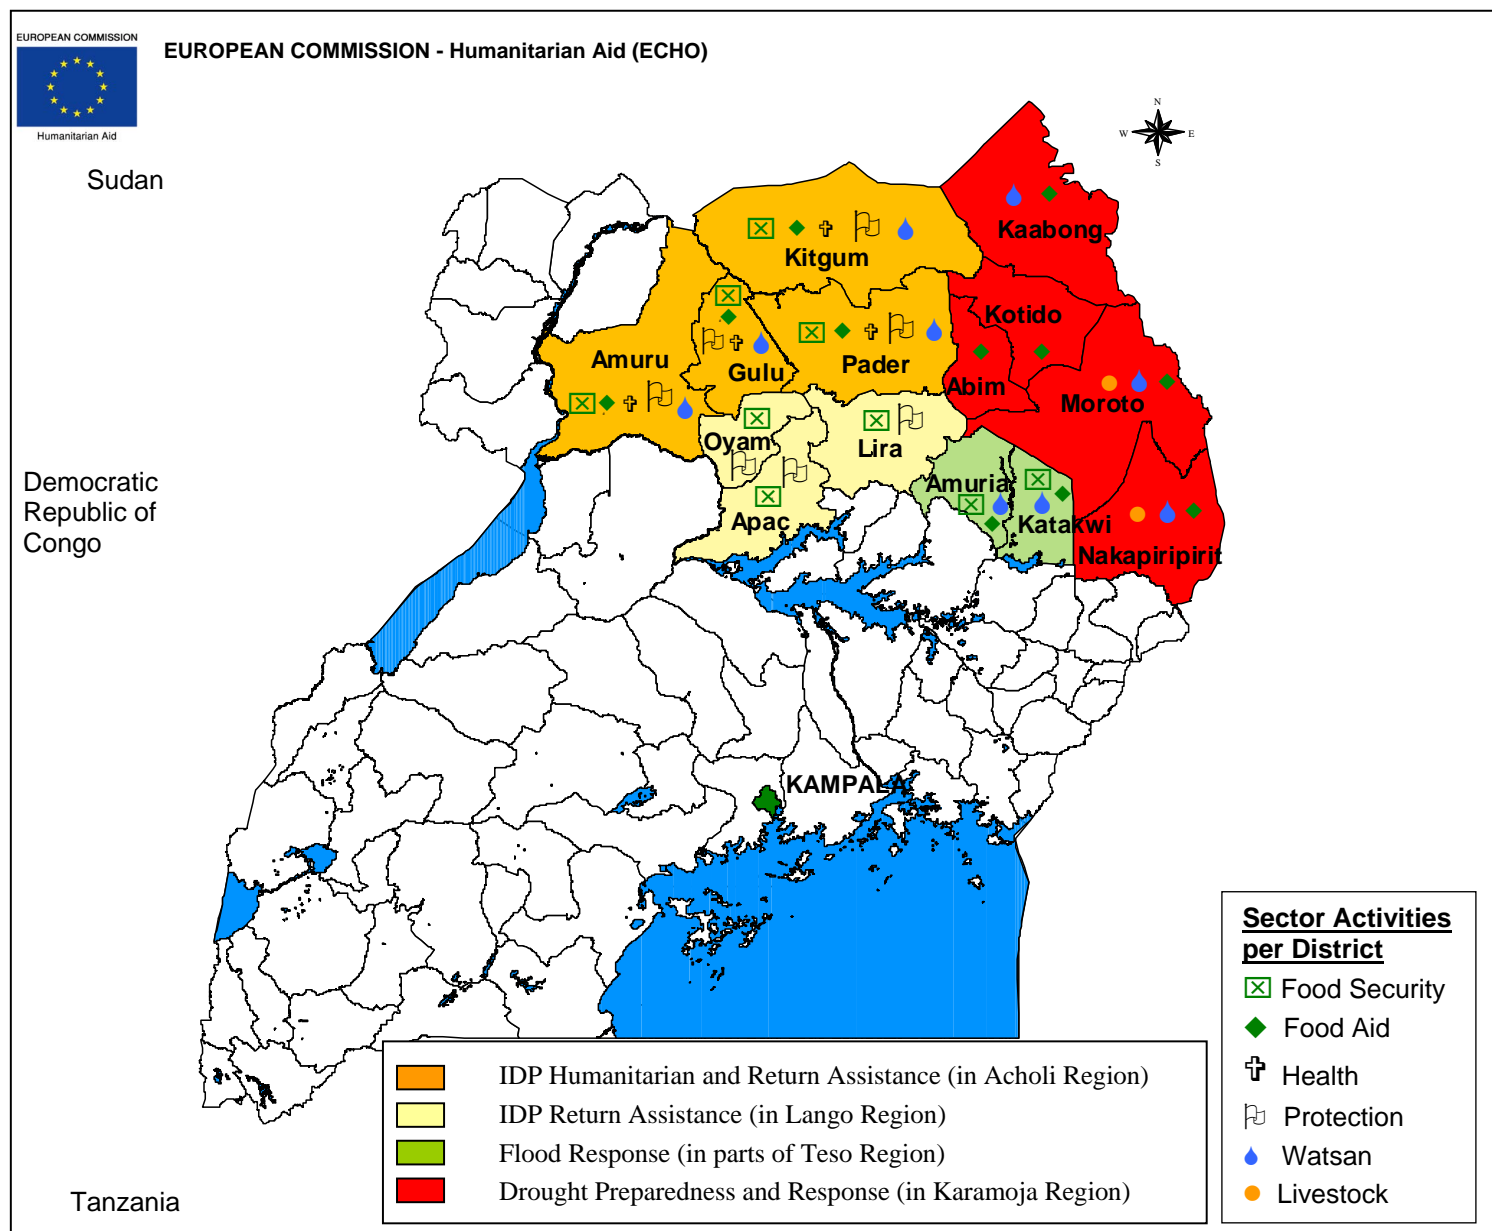 EUROPEAN COMMISSION
Humanitarian Aid
EUROPEAN COMMISSION - Humanitarian Aid (ECHO)
N
W
E
S
Sudan
Kaabong
Kitgum
Kotido
Amuru
Gulu
Pader
Abim
Moroto
Oyam
Lira
Democratic
Republic of
Congo
Amuria
Apac
Katakwi
Nakapiripirit
KAMPALA
Sector Activities
per District
Food Security
Food Aid
Health
Protection
Watsan
Livestock
IDP Humanitarian and Return Assistance (in Acholi Region)
IDP Return Assistance (in Lango Region)
Flood Response (in parts of Teso Region)
Drought Preparedness and Response (in Karamoja Region)
Tanzania